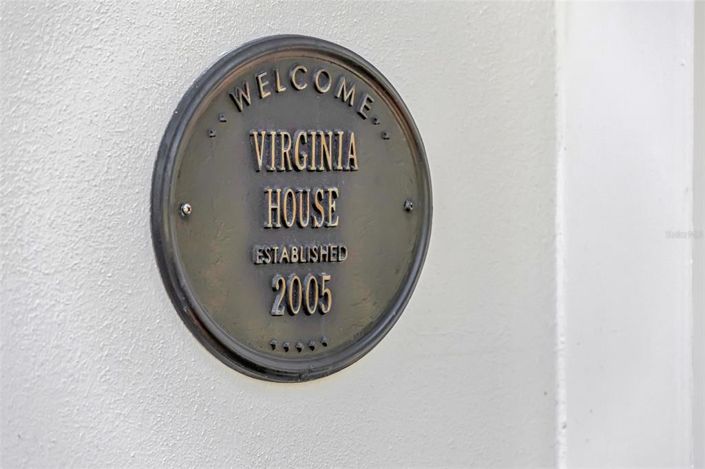 WELCOME
VIRGINIA
HOUSE
ESTABLISHED
2005